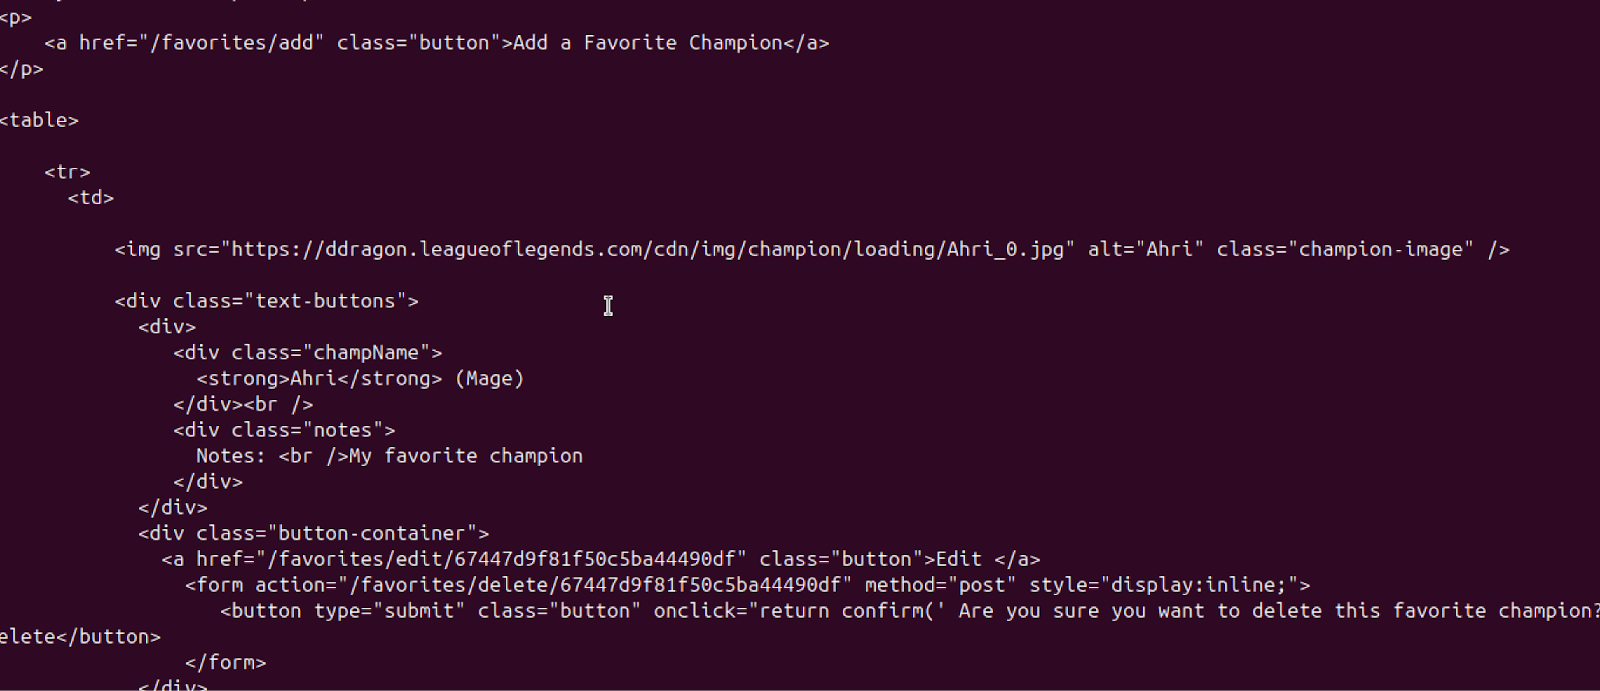 <p>
<a href="/favorites/add" class="button">Add a Favorite Champion</a>
</p>
<table>
<tr>
<td>
<img src="https://ddragon.leagueoflegends.com/cdn/img/champion/loading/Ahri_0.jpg" alt="Ahri" class="champion-image" />
<div class="text-buttons">
<div>
<div class="champName">
<strong>Ahri</strong> (Mage)
</div><br />
<div class="notes">
Notes: <br />My favorite champion
</div>
</div>
<div class="button-container">
<a href="/favorites/edit/67447d9f81f50c5ba44490df" class="button">Edit </a>
<form action="/favorites/delete/67447d9f81f50c5ba44490df" method="post" style="display:inline;">
<button type="submit" class="button" onclick="return confirm(' Are you sure you want to delete this favorite champion?
elete</button>
</form>
</div>